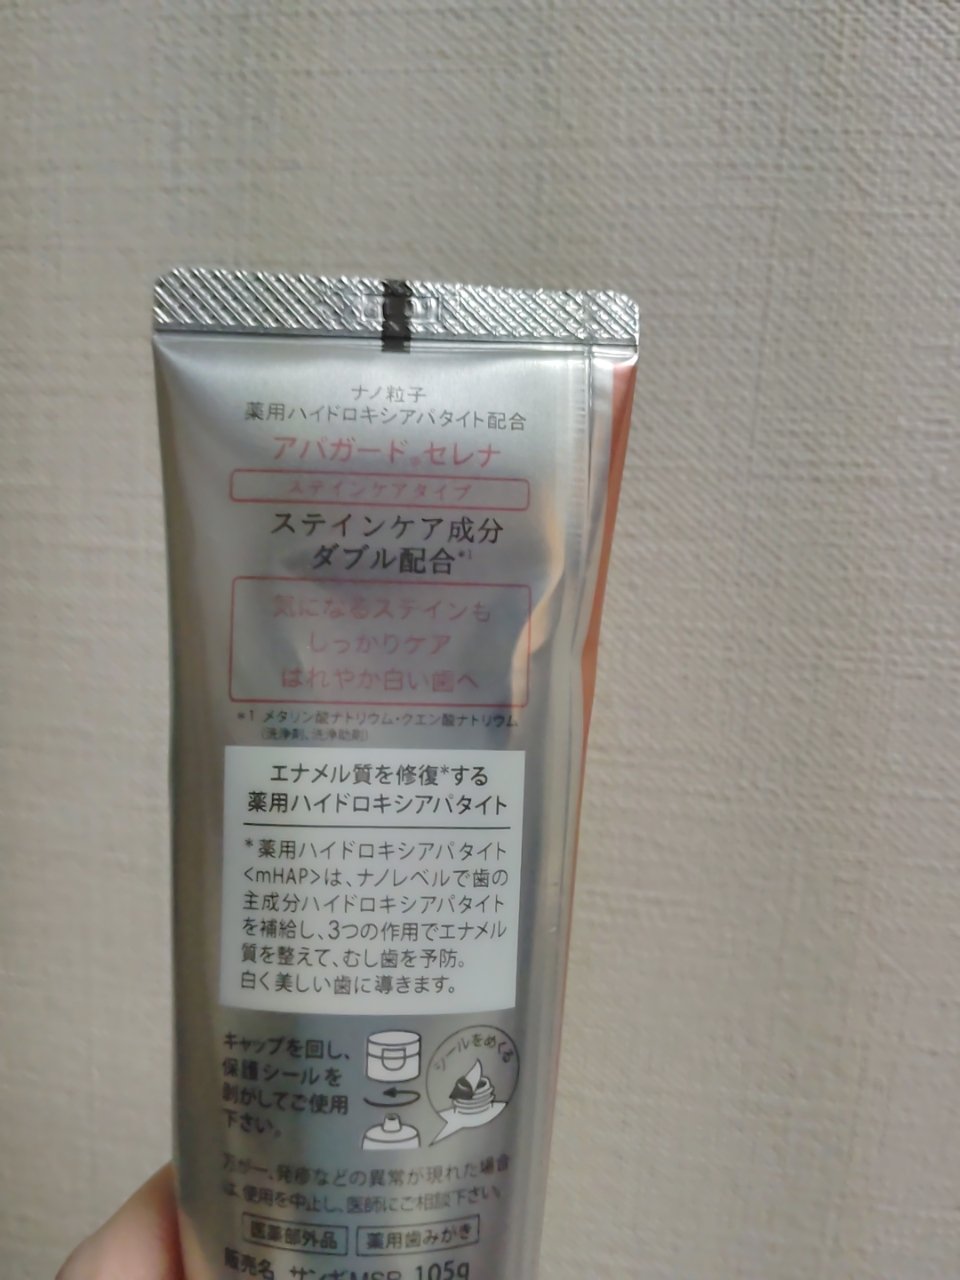 ナノ粒子
薬用ハイドロキシアパタイト配合
アパガード®セレナ
ステインケアタイプ
ステインケア成分
ダブル配合*1
気になるステインも
しっかりケア
はれやか白い歯へ
*1 メタリン酸ナトリウム・クエン酸ナトリウム
(洗浄剤、洗浄助剤)
エナメル質を修復*する
薬用ハイドロキシアパタイト
*薬用ハイドロキシアパタイト
<mHAP>は、ナノレベルで歯の
主成分ハイドロキシアパタイト
を補給し、3つの作用でエナメル
質を整えて、むし歯を予防。
白く美しい歯に導きます。
キャップを回し、
保護シールを
剥がしてご使用
下さい。
シールをめくる
万が一、発疹などの異常が現れた場合
は、使用を中止し、医師にご相談下さい。
医薬部外品 薬用歯みがき
販売名 サンギMSR 105g